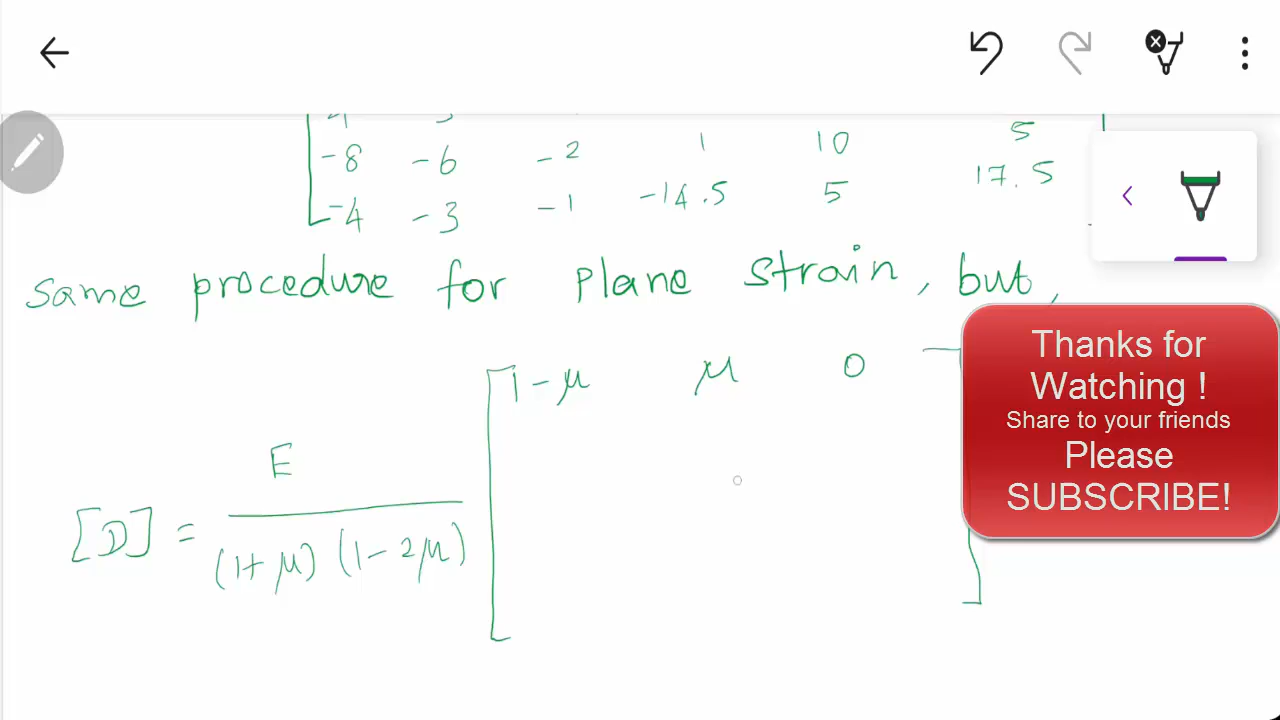 5
-8 -6 -2 1 10
17.5
-4 -3 -1 -14.5 5
same procedure for plane strain, but,
[D] = E / (1+μ) (1-2μ) [ 1-μ μ 0 ]
Thanks for
Watching !
Share to your friends
Please
SUBSCRIBE!